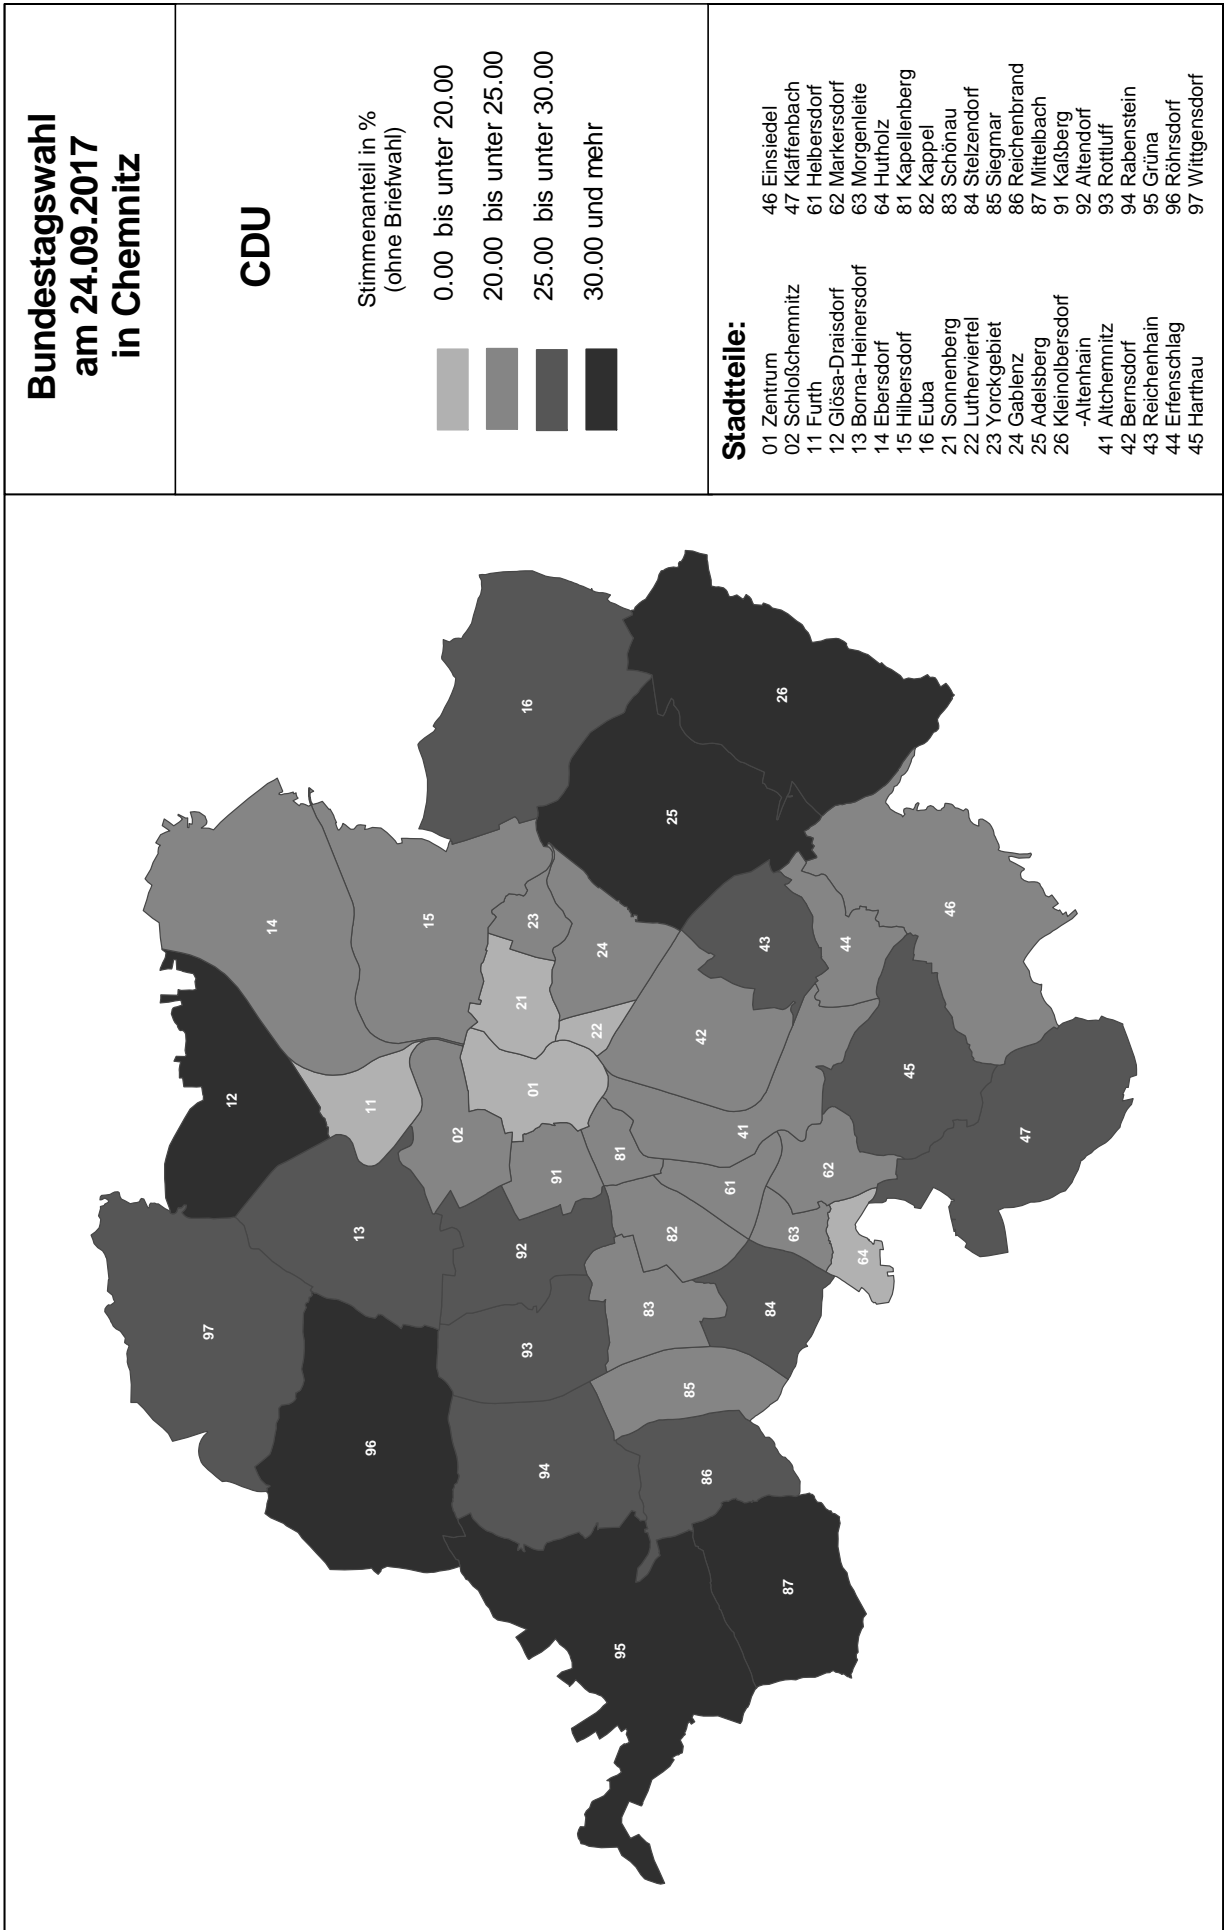 Bundestagswahl
am 24.09.2017
in Chemnitz
CDU
Stimmenanteil in %
(ohne Briefwahl)
0.00 bis unter 20.00
20.00 bis unter 25.00
25.00 bis unter 30.00
30.00 und mehr
Stadtteile:
01 Zentrum
02 Schloßchemnitz
11 Furth
12 Glösa-Draisdorf
13 Borna-Heinersdorf
14 Ebersdorf
15 Hilbersdorf
16 Euba
21 Sonnenberg
22 Lutherviertel
23 Yorckgebiet
24 Gablenz
25 Adelsberg
26 Kleinolbersdorf
-Altenhain
41 Altchemnitz
42 Bernsdorf
43 Reichenhain
44 Erfenschlag
45 Harthau
46 Einsiedel
47 Klaffenbach
61 Helbersdorf
62 Markersdorf
63 Morgenleite
64 Hutholz
81 Kapellenberg
82 Kappel
83 Schönau
84 Stelzendorf
85 Siegmar
86 Reichenbrand
87 Mittelbach
91 Kaßberg
92 Altendorf
93 Rottluff
94 Rabenstein
95 Grüna
96 Röhrsdorf
97 Wittgensdorf
97
12
14
96
13
11
02
15
16
95
94
93
92
91
01
21
23
83
82
81
22
24
25
86
85
61
41
42
87
84
63
62
43
26
64
44
45
46
47